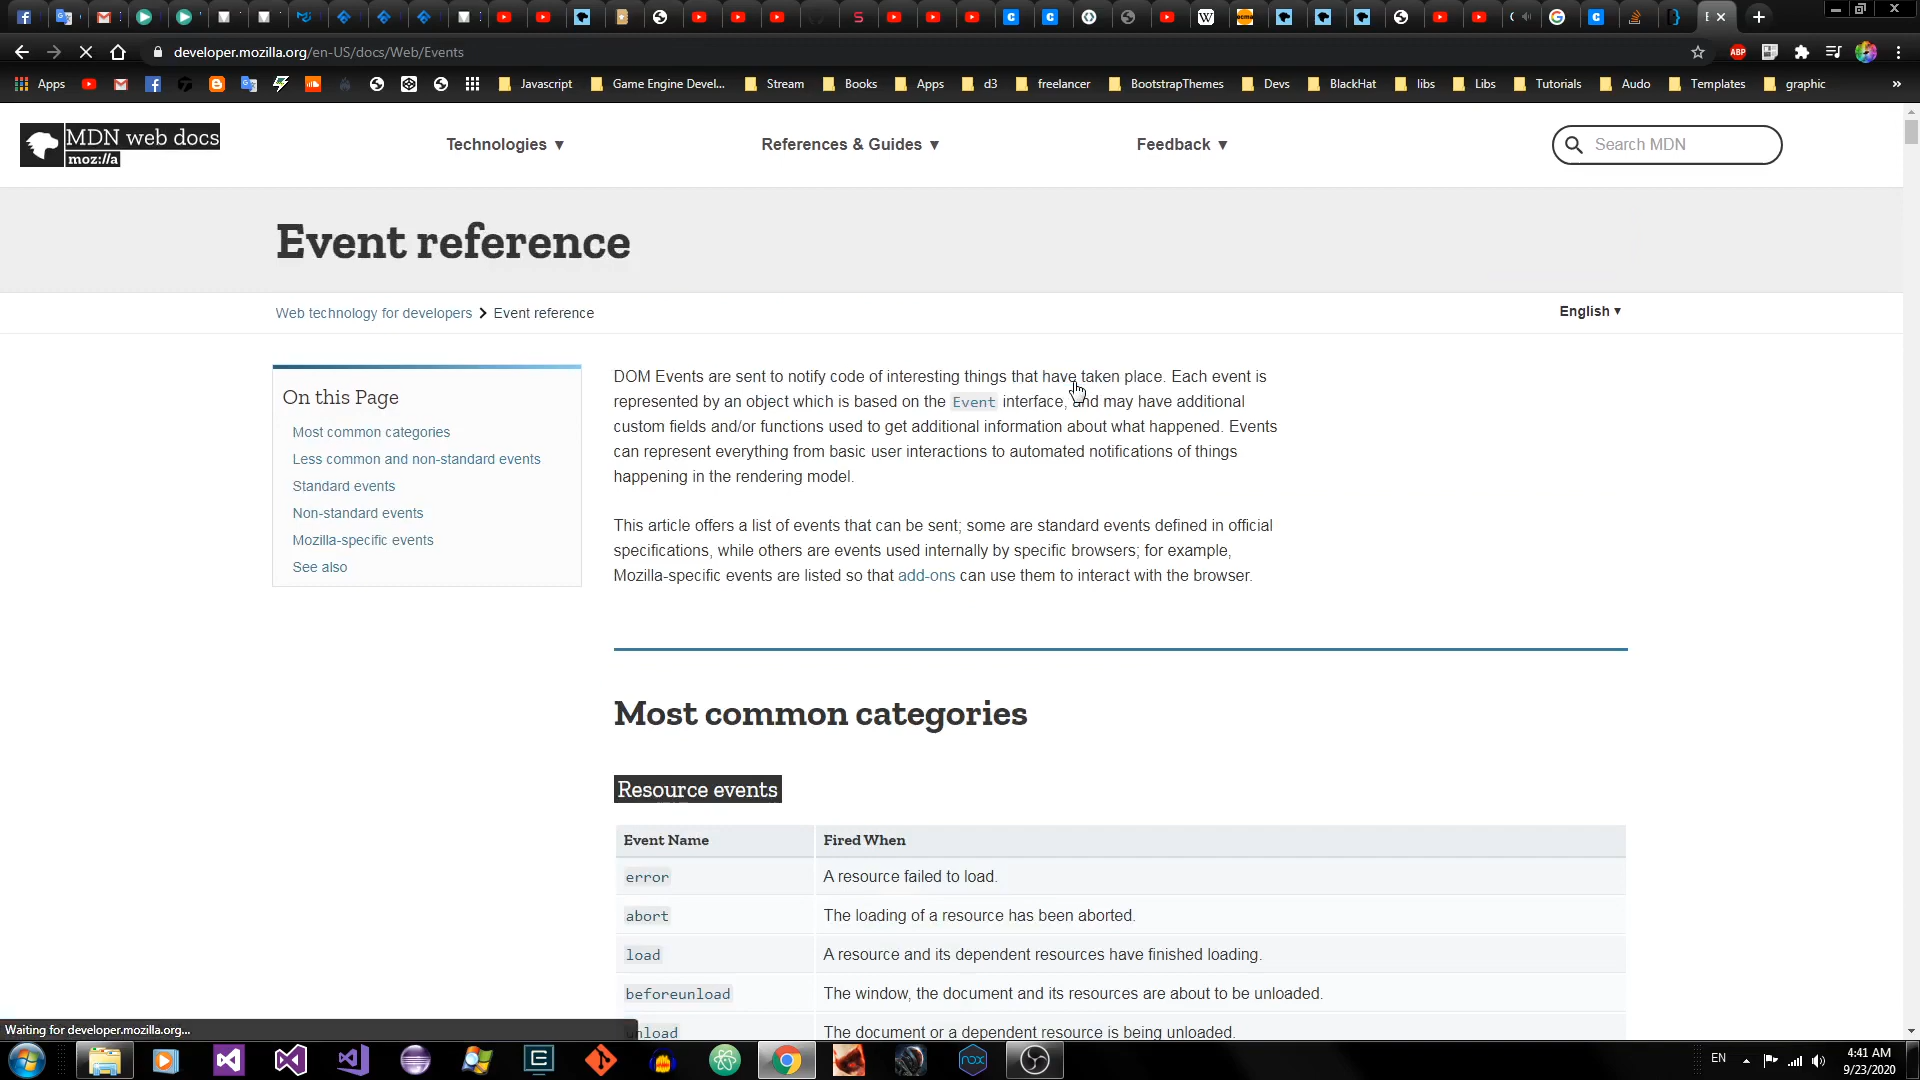 developer.mozilla.org/en-US/docs/Web/Events
ABP
Apps
Javascript
Game Engine Devel...
Stream
Books
Apps
d3
freelancer
BootstrapThemes
Devs
BlackHat
libs
Libs
Tutorials
Audo
Templates
graphic
»
MDN web docs
moz://a
Technologies ▼
References & Guides ▼
Feedback ▼
Search MDN
Event reference
Web technology for developers
Event reference
English ▾
On this Page
Most common categories
Less common and non-standard events
Standard events
Non-standard events
Mozilla-specific events
See also
DOM Events are sent to notify code of interesting things that have taken place. Each event is
represented by an object which is based on the Event interface, and may have additional
custom fields and/or functions used to get additional information about what happened. Events
can represent everything from basic user interactions to automated notifications of things
happening in the rendering model.
This article offers a list of events that can be sent; some are standard events defined in official
specifications, while others are events used internally by specific browsers; for example,
Mozilla-specific events are listed so that add-ons can use them to interact with the browser.
Most common categories
Resource events
Event Name Fired When
error A resource failed to load.
abort The loading of a resource has been aborted.
load A resource and its dependent resources have finished loading.
beforeunload The window, the document and its resources are about to be unloaded.
unload The document or a dependent resource is being unloaded.
Waiting for developer.mozilla.org...
nox
EN
4:41 AM
9/23/2020